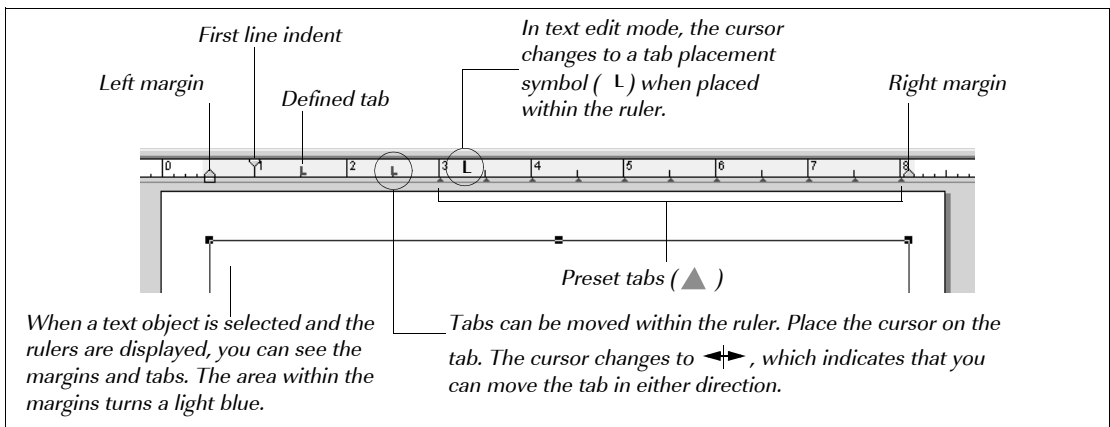 First line indent
In text edit mode, the cursor
changes to a tab placement
symbol ( L) when placed
within the ruler.
Left margin
Defined tab
Right margin
0 1 L 2 L 3 L 4 5 6 7 8
Preset tabs ( )
When a text object is selected and the
rulers are displayed, you can see the
margins and tabs. The area within the
margins turns a light blue.
Tabs can be moved within the ruler. Place the cursor on the
tab. The cursor changes to , which indicates that you
can move the tab in either direction.